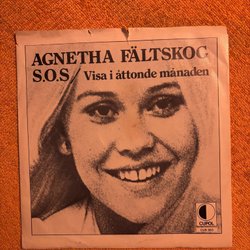 AGNETHA FÄLTSKOG
S.O.S / Visa i åttonde månaden
CUPOL